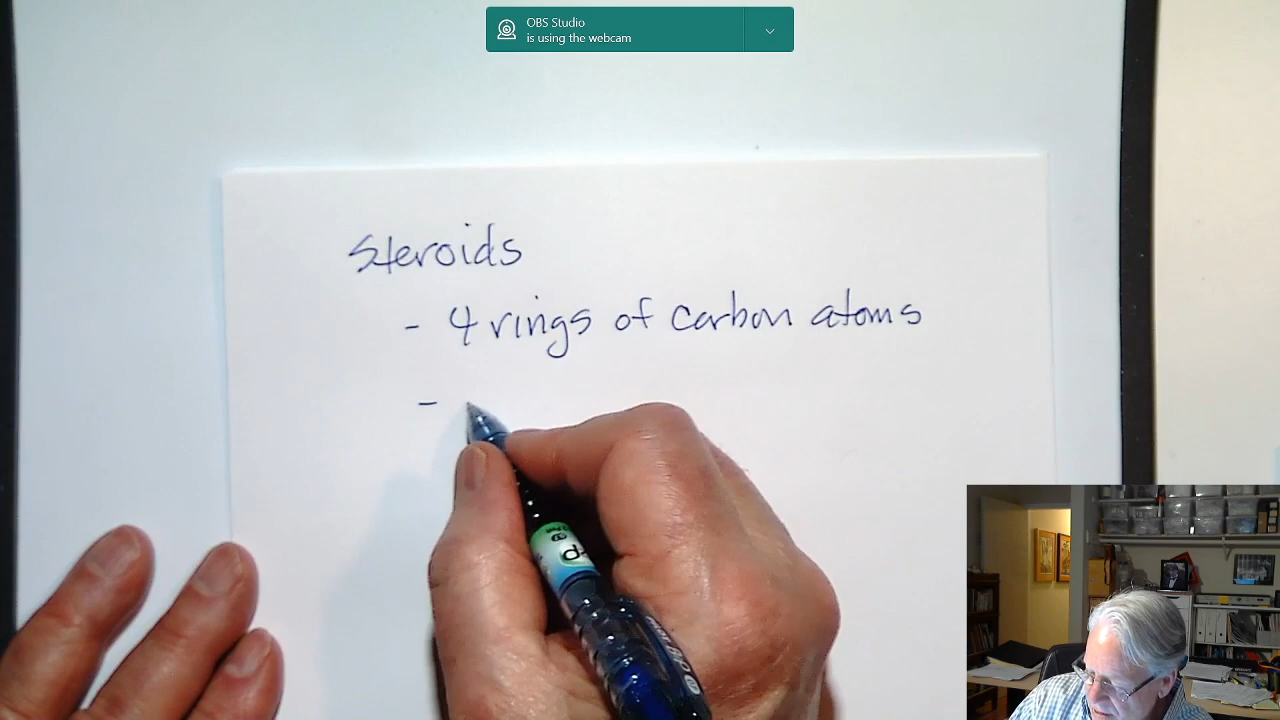 OBS Studio
is using the webcam
Steroids
- 4 rings of carbon atoms
-